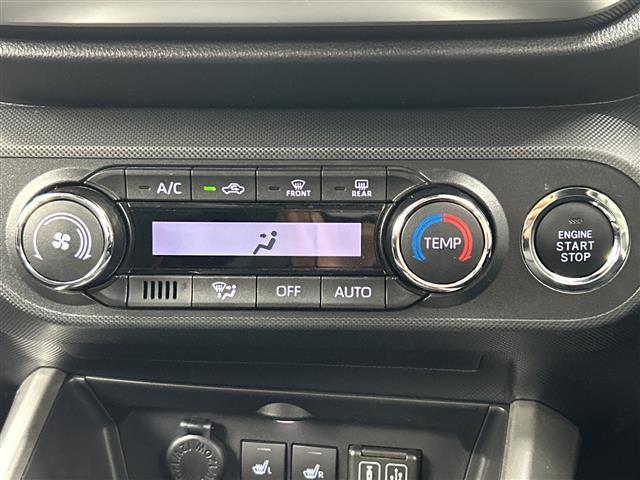 A/C
FRONT
REAR
TEMP
ENGINE
START
STOP
OFF
AUTO
L
R